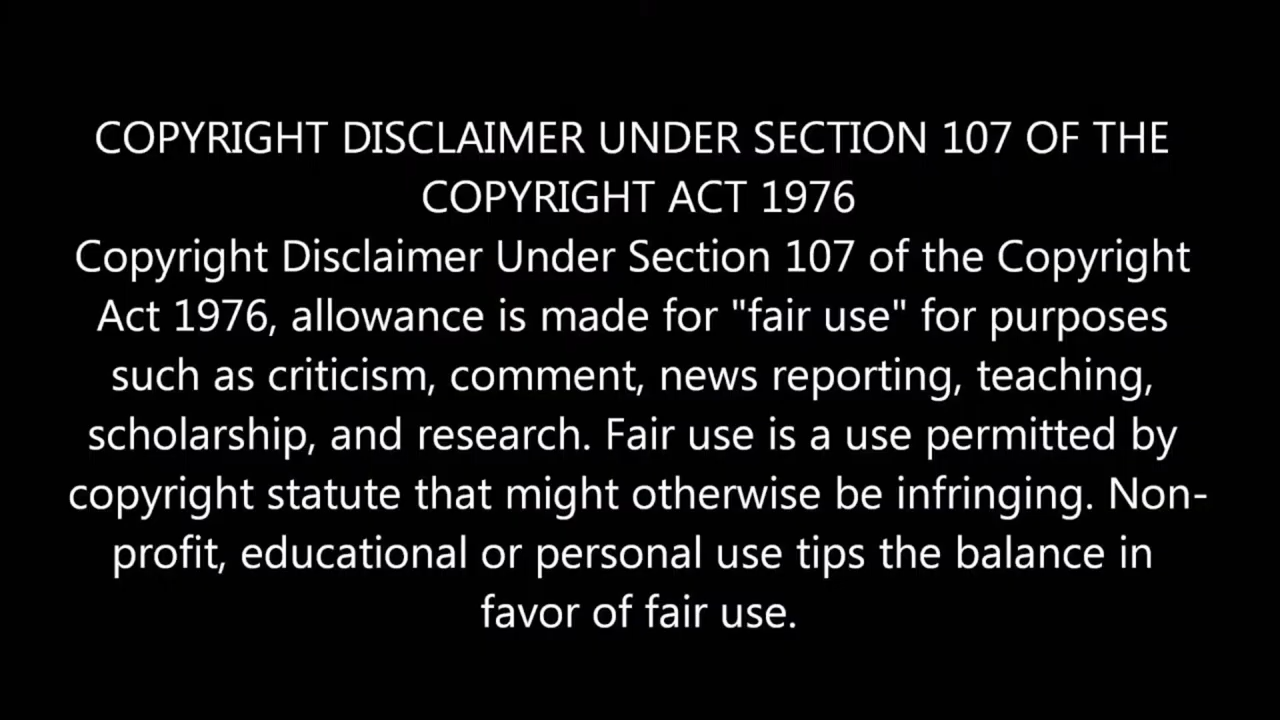 COPYRIGHT DISCLAIMER UNDER SECTION 107 OF THE
COPYRIGHT ACT 1976
Copyright Disclaimer Under Section 107 of the Copyright
Act 1976, allowance is made for "fair use" for purposes
such as criticism, comment, news reporting, teaching,
scholarship, and research. Fair use is a use permitted by
copyright statute that might otherwise be infringing. Non-
profit, educational or personal use tips the balance in
favor of fair use.